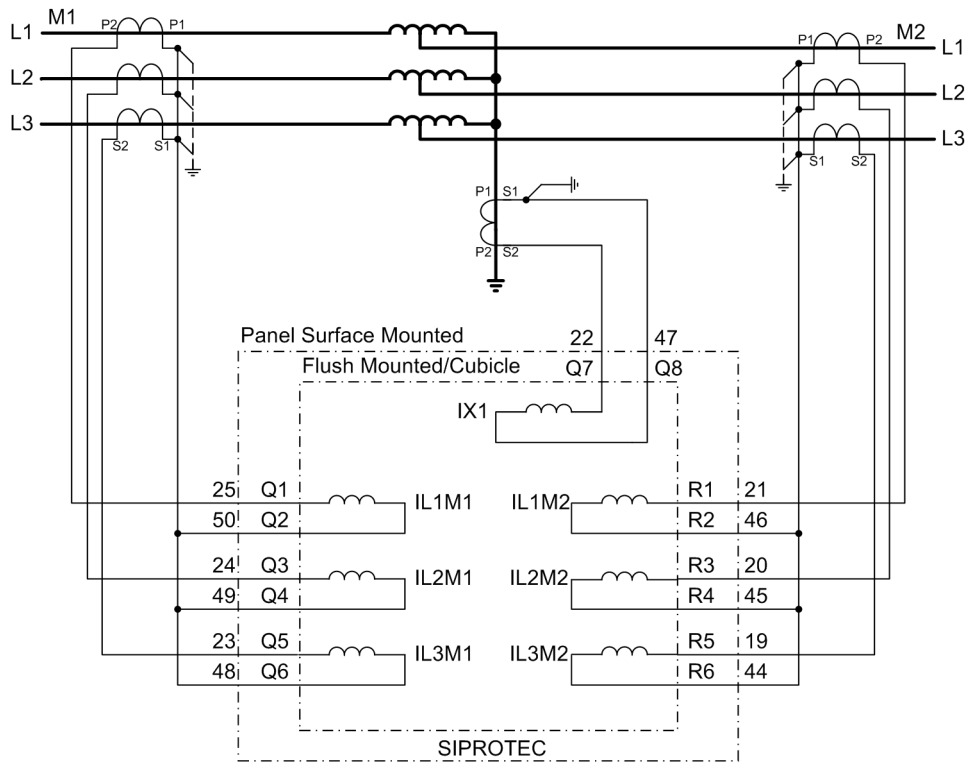 M1
P2 P1
L1
M2
P1 P2
L1
L2
L2
L3
L3
S2 S1
S1 S2
P1 S1
P2 S2
Panel Surface Mounted
22 47
Flush Mounted/Cubicle
Q7 Q8
IX1
25 Q1 IL1M1 IL1M2 R1 21
50 Q2 R2 46
24 Q3 IL2M1 IL2M2 R3 20
49 Q4 R4 45
23 Q5 IL3M1 IL3M2 R5 19
48 Q6 R6 44
SIPROTEC